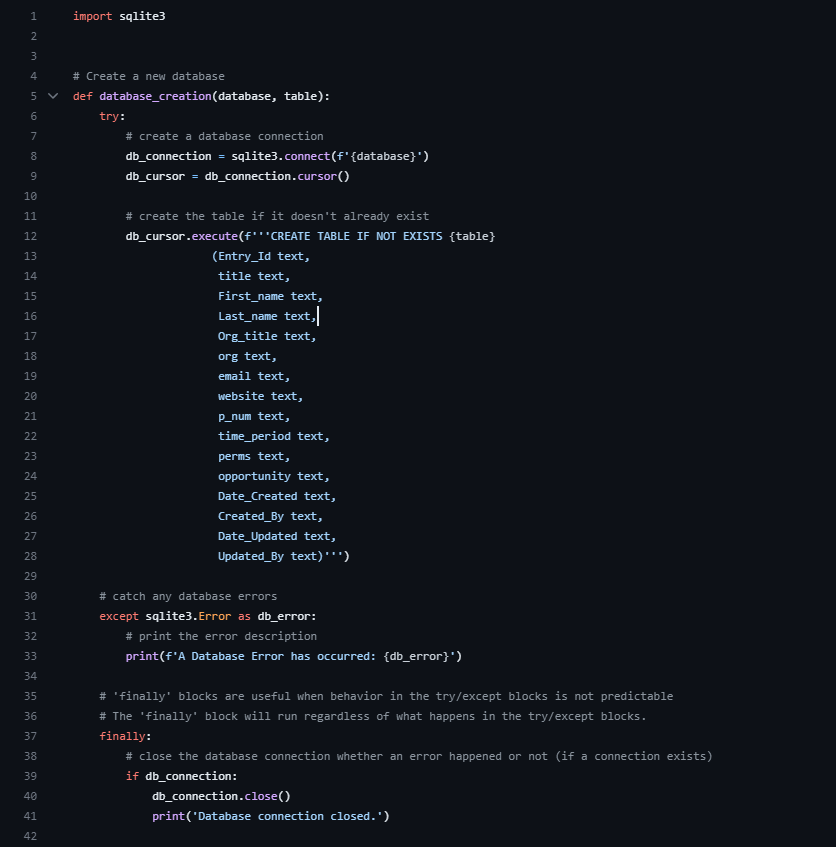 1 import sqlite3
2
3
4 # Create a new database
5 def database_creation(database, table):
6     try:
7         # create a database connection
8         db_connection = sqlite3.connect(f'{database}')
9         db_cursor = db_connection.cursor()
10
11         # create the table if it doesn't already exist
12         db_cursor.execute(f'''CREATE TABLE IF NOT EXISTS {table}
13                      (Entry_Id text,
14                       title text,
15                       First_name text,
16                       Last_name text,
17                       Org_title text,
18                       org text,
19                       email text,
20                       website text,
21                       p_num text,
22                       time_period text,
23                       perms text,
24                       opportunity text,
25                       Date_Created text,
26                       Created_By text,
27                       Date_Updated text,
28                       Updated_By text)''')
29
30     # catch any database errors
31     except sqlite3.Error as db_error:
32         # print the error description
33         print(f'A Database Error has occurred: {db_error}')
34
35     # 'finally' blocks are useful when behavior in the try/except blocks is not predictable
36     # The 'finally' block will run regardless of what happens in the try/except blocks.
37     finally:
38         # close the database connection whether an error happened or not (if a connection exists)
39         if db_connection:
40             db_connection.close()
41             print('Database connection closed.')
42